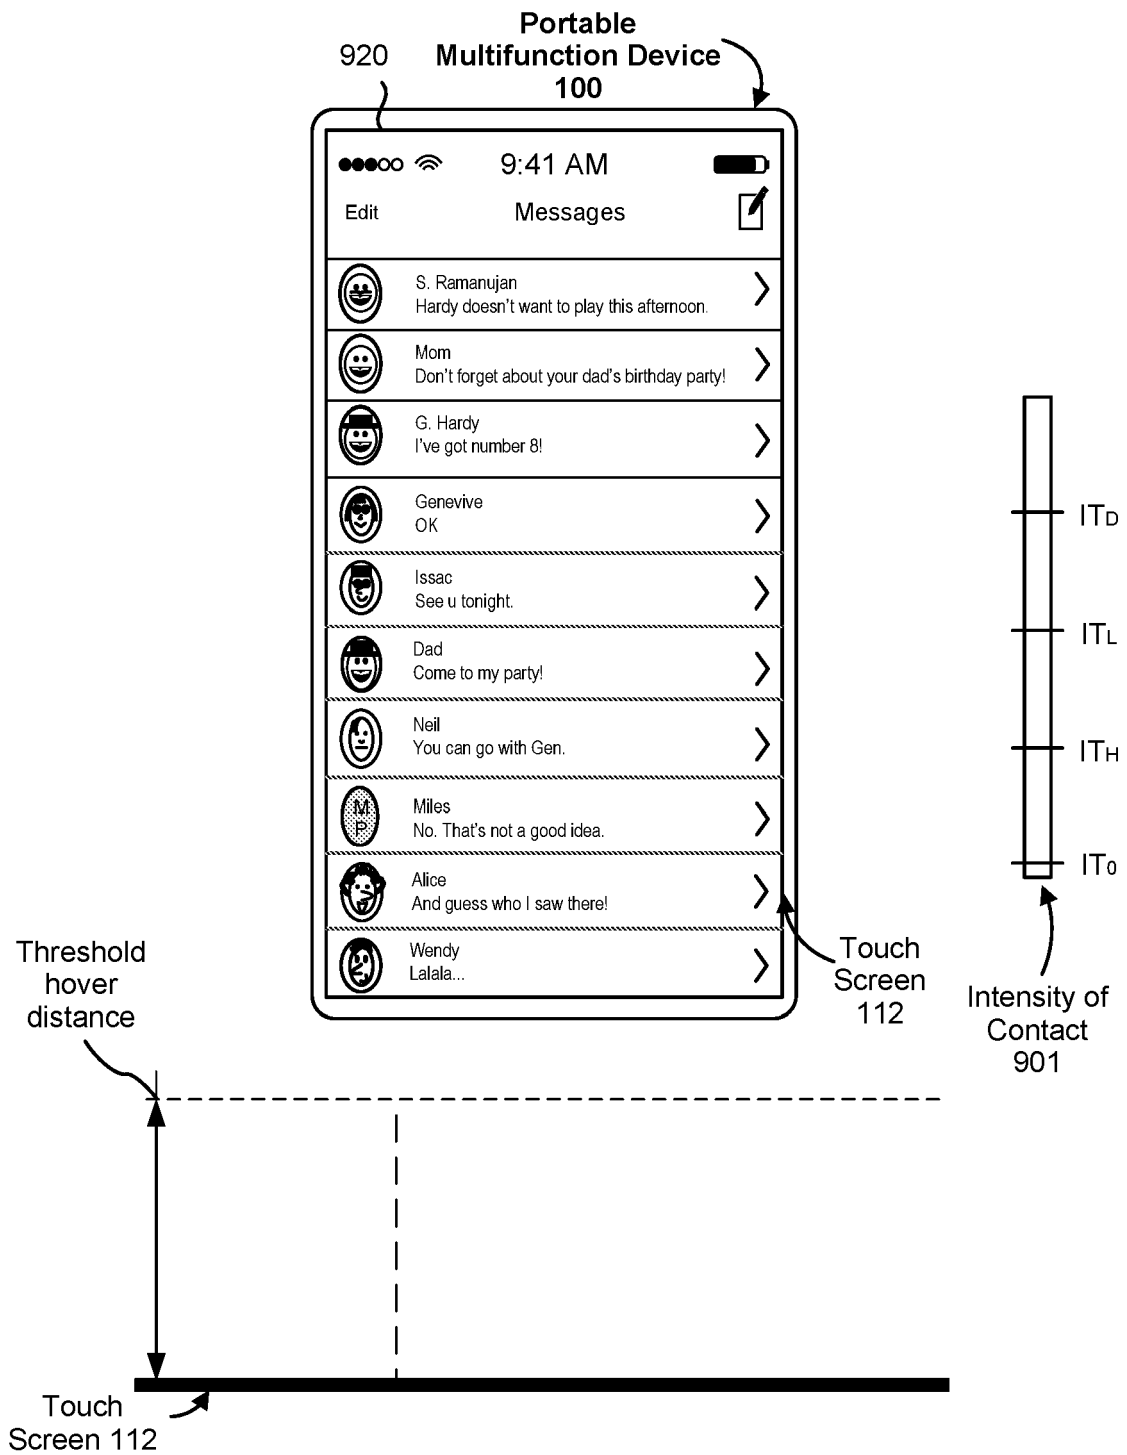 Portable
Multifunction Device
100
920
9:41 AM
Edit
Messages
S. Ramanujan
Hardy doesn't want to play this afternoon.
Mom
Don't forget about your dad's birthday party!
G. Hardy
I've got number 8!
Genevive
OK
Issac
See u tonight.
Dad
Come to my party!
Neil
You can go with Gen.
M
P
Miles
No. That's not a good idea.
Alice
And guess who I saw there!
Wendy
Lalala...
ITD
ITL
ITH
IT0
Touch
Screen
112
Intensity of
Contact
901
Threshold
hover
distance
Touch
Screen 112